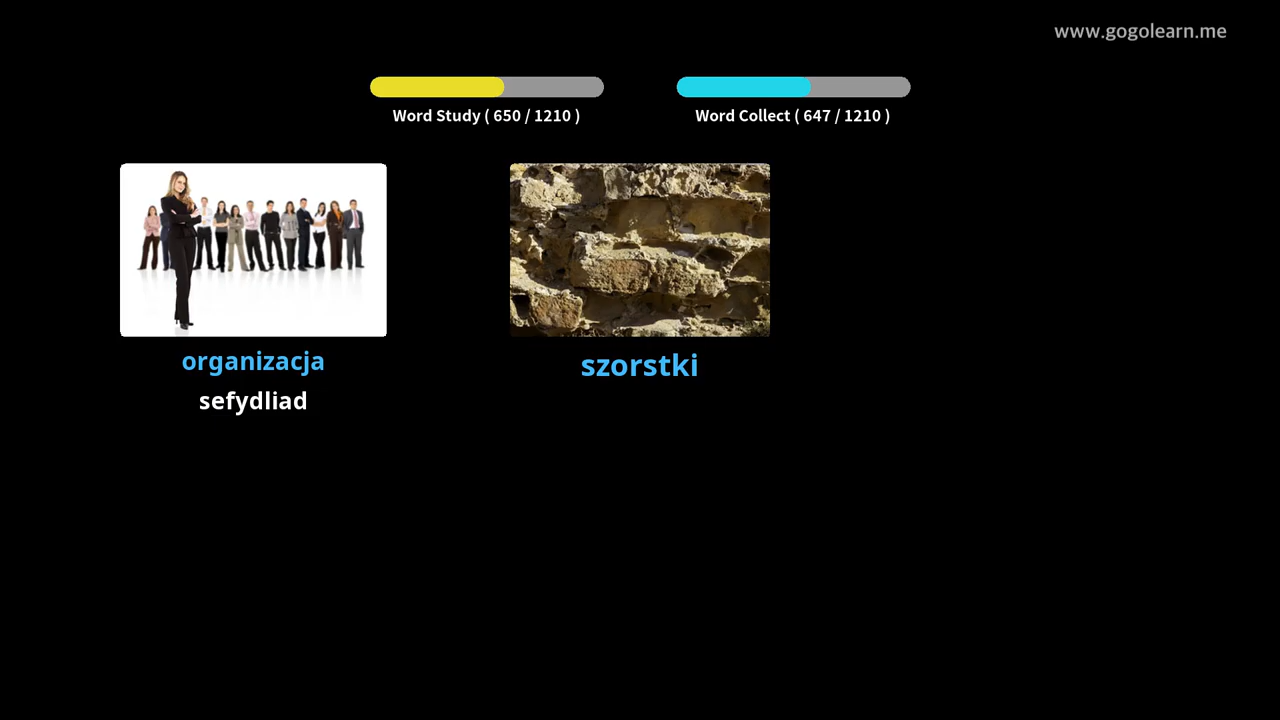 www.gogolearn.me
Word Study ( 650 / 1210 )
Word Collect ( 647 / 1210 )
organizacja
sefydliad
szorstki